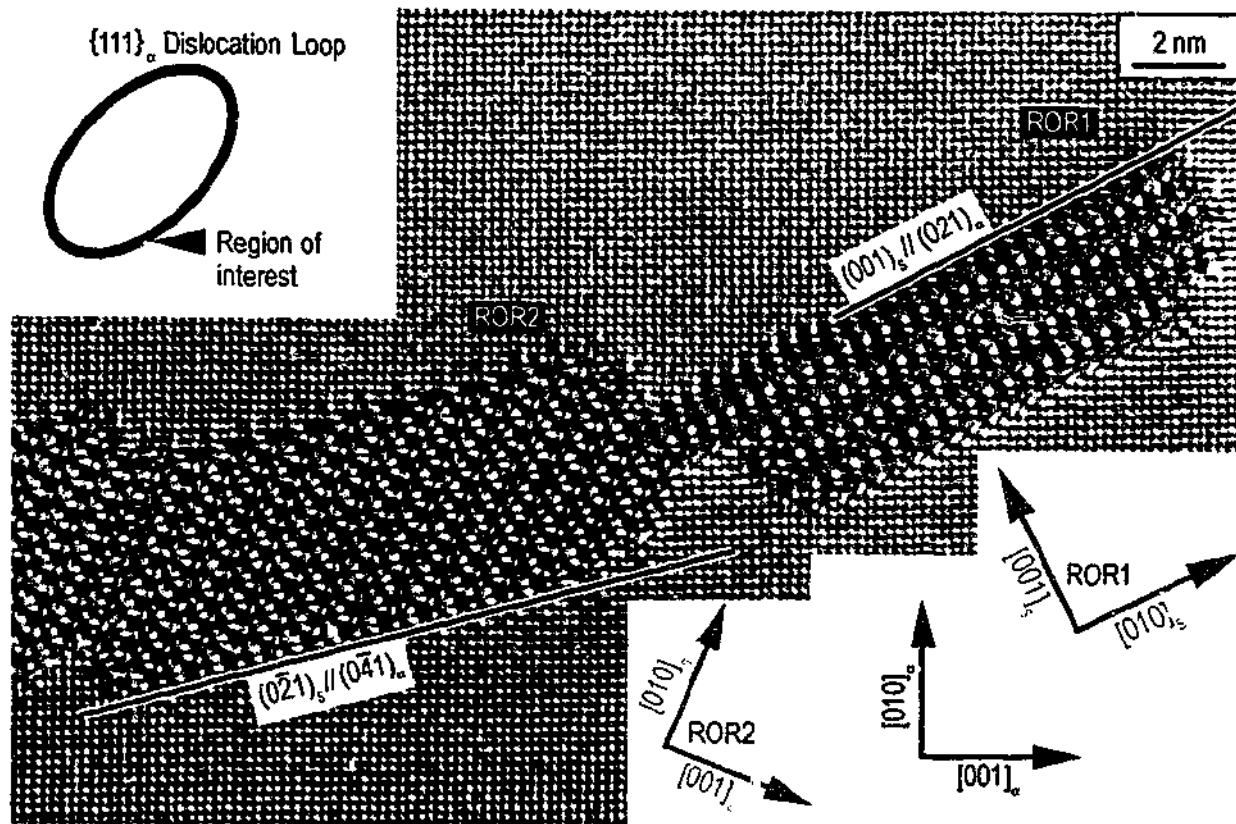 {111}α Dislocation Loop
Region of
interest
2 nm
ROR1
(001)s // (021)α
ROR2
(02̄1)s // (04̄1)α
[001]s
ROR1
[010]s
[010]s
ROR2
[001]s
[010]α
[001]α